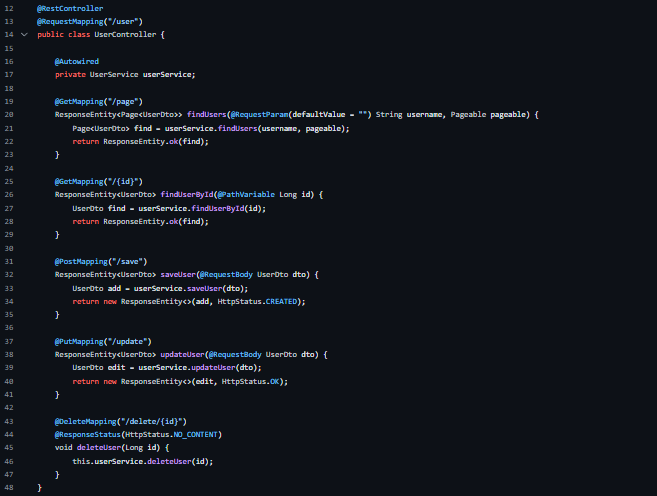 12 @RestController
13 @RequestMapping("/user")
14 public class UserController {
15
16 @Autowired
17 private UserService userService;
18
19 @GetMapping("/page")
20 ResponseEntity<Page<UserDto>> findUsers(@RequestParam(defaultValue = "") String username, Pageable pageable) {
21 Page<UserDto> find = userService.findUsers(username, pageable);
22 return ResponseEntity.ok(find);
23 }
24
25 @GetMapping("/{id}")
26 ResponseEntity<UserDto> findUserById(@PathVariable Long id) {
27 UserDto find = userService.findUserById(id);
28 return ResponseEntity.ok(find);
29 }
30
31 @PostMapping("/save")
32 ResponseEntity<UserDto> saveUser(@RequestBody UserDto dto) {
33 UserDto add = userService.saveUser(dto);
34 return new ResponseEntity<>(add, HttpStatus.CREATED);
35 }
36
37 @PutMapping("/update")
38 ResponseEntity<UserDto> updateUser(@RequestBody UserDto dto) {
39 UserDto edit = userService.updateUser(dto);
40 return new ResponseEntity<>(edit, HttpStatus.OK);
41 }
42
43 @DeleteMapping("/delete/{id}")
44 @ResponseStatus(HttpStatus.NO_CONTENT)
45 void deleteUser(Long id) {
46 this.userService.deleteUser(id);
47 }
48 }